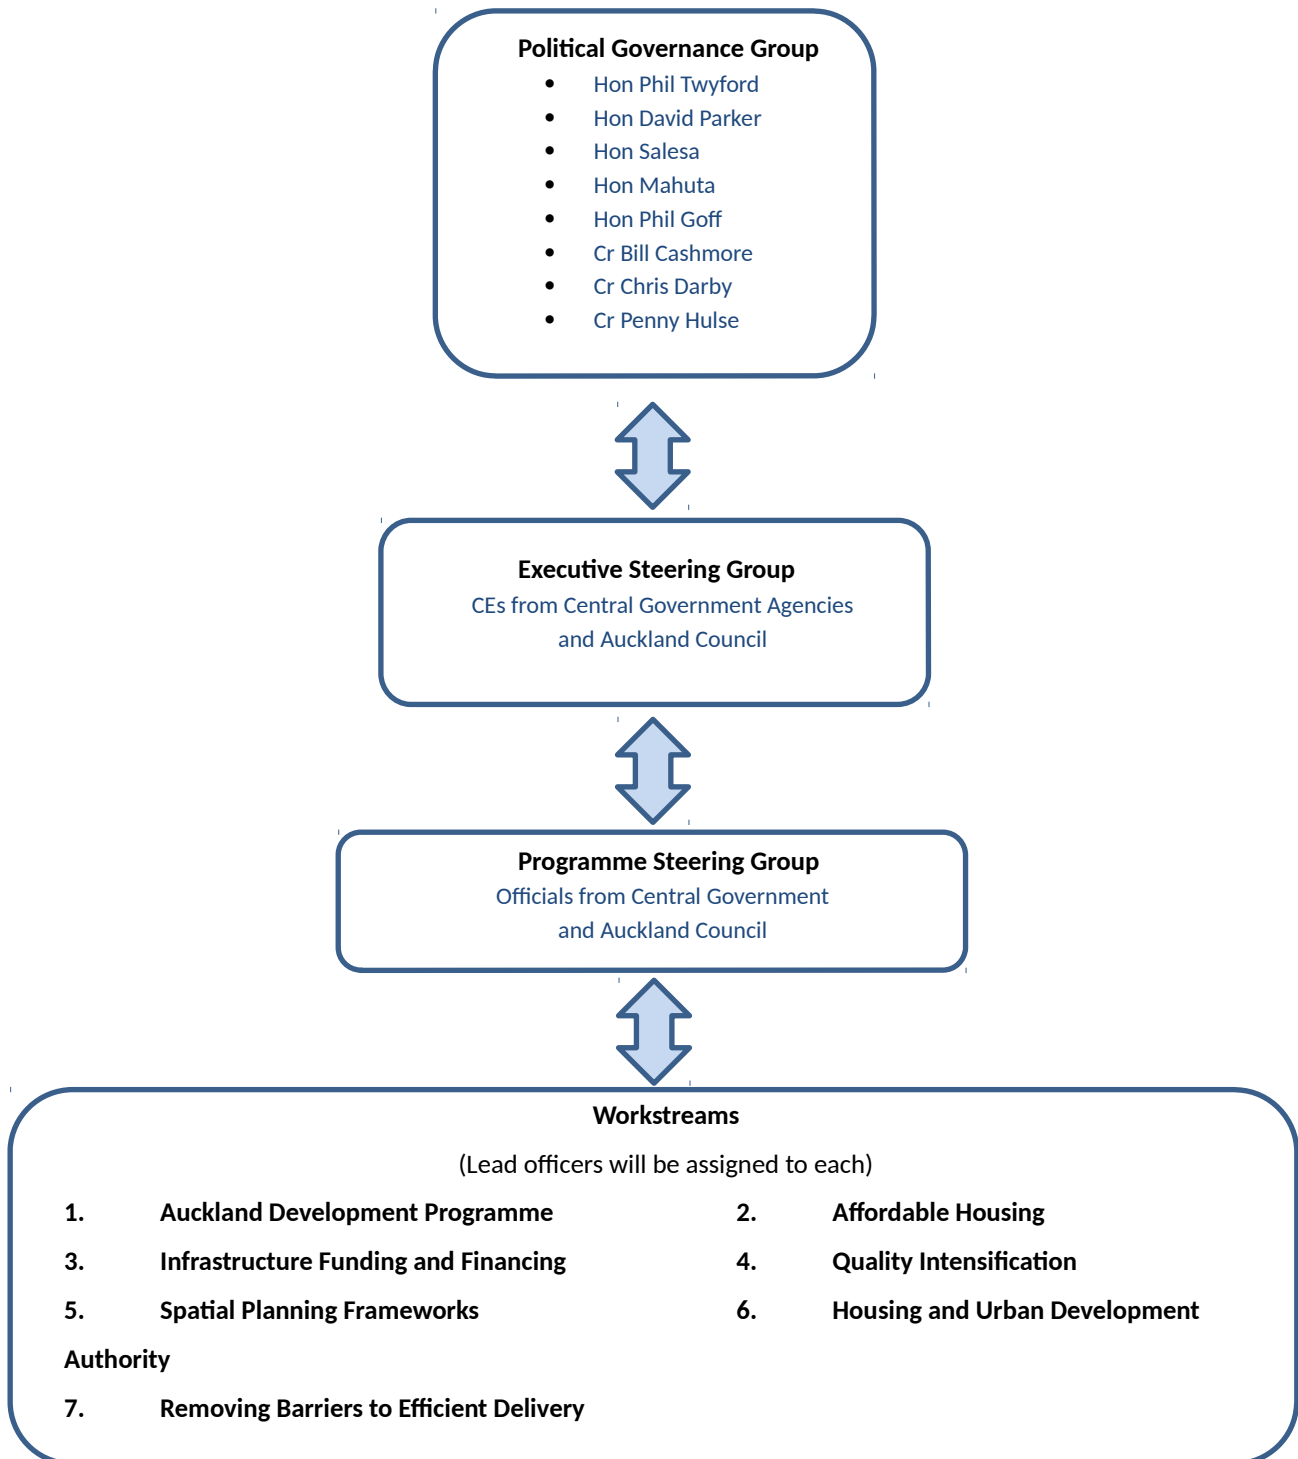 Political Governance Group
• Hon Phil Twyford
• Hon David Parker
• Hon Salesa
• Hon Mahuta
• Hon Phil Goff
• Cr Bill Cashmore
• Cr Chris Darby
• Cr Penny Hulse
Executive Steering Group
CEs from Central Government Agencies
and Auckland Council
Programme Steering Group
Officials from Central Government
and Auckland Council
Workstreams
(Lead officers will be assigned to each)
1. Auckland Development Programme 2. Affordable Housing
3. Infrastructure Funding and Financing 4. Quality Intensification
5. Spatial Planning Frameworks 6. Housing and Urban Development
Authority
7. Removing Barriers to Efficient Delivery